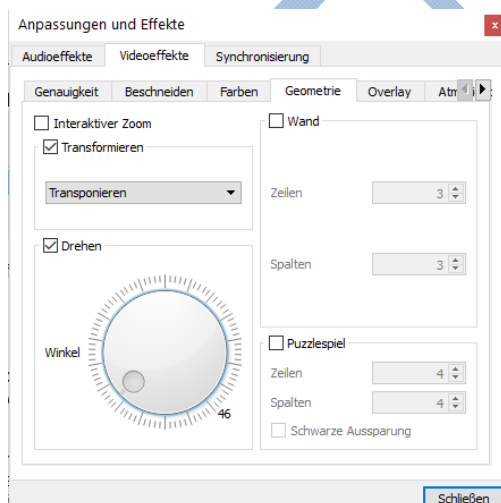 Anpassungen und Effekte
x
Audioeffekte Videoeffekte Synchronisierung
Genauigkeit Beschneiden Farben Geometrie Overlay
Interaktiver Zoom
Transformieren
Transponieren
Drehen
Winkel
46
Wand
Zeilen 3
Spalten 3
Puzzlespiel
Zeilen 4
Spalten 4
Schwarze Aussparung
Schließen